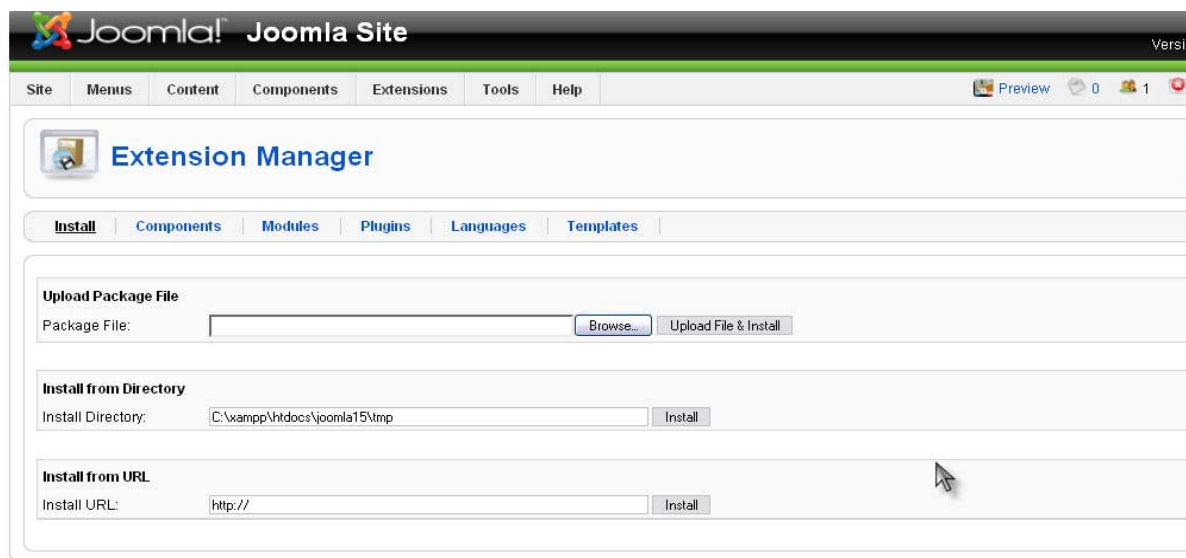 Joomla! Joomla Site
Versi
Site Menus Content Components Extensions Tools Help Preview 0 1
Extension Manager
Install Components Modules Plugins Languages Templates
Upload Package File
Package File: Browse... Upload File & Install
Install from Directory
Install Directory: C:\xampp\htdocs\joomla15\tmp Install
Install from URL
Install URL: http:// Install